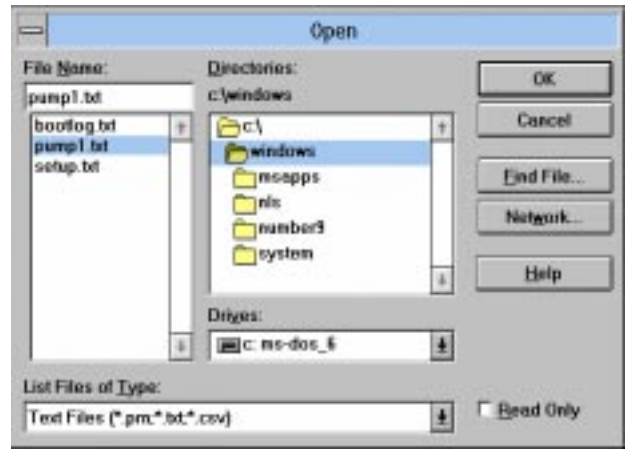 Open
File Name:
pump1.txt
bootlog.txt
pump1.txt
setup.txt
Directories:
c:\windows
c:\
windows
msapps
nls
number9
system
Drives:
c: ms-dos_6
List Files of Type:
Text Files (*.prn;*.txt;*.csv)
OK
Cancel
Find File...
Network...
Help
Read Only